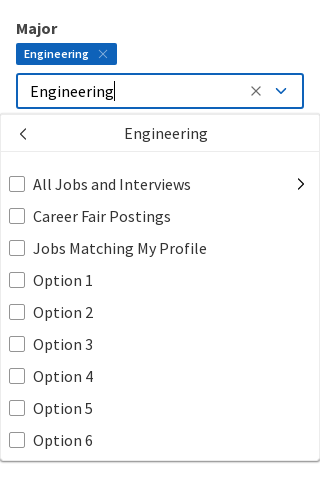 Major
Engineering
Engineering
Engineering
All Jobs and Interviews
Career Fair Postings
Jobs Matching My Profile
Option 1
Option 2
Option 3
Option 4
Option 5
Option 6